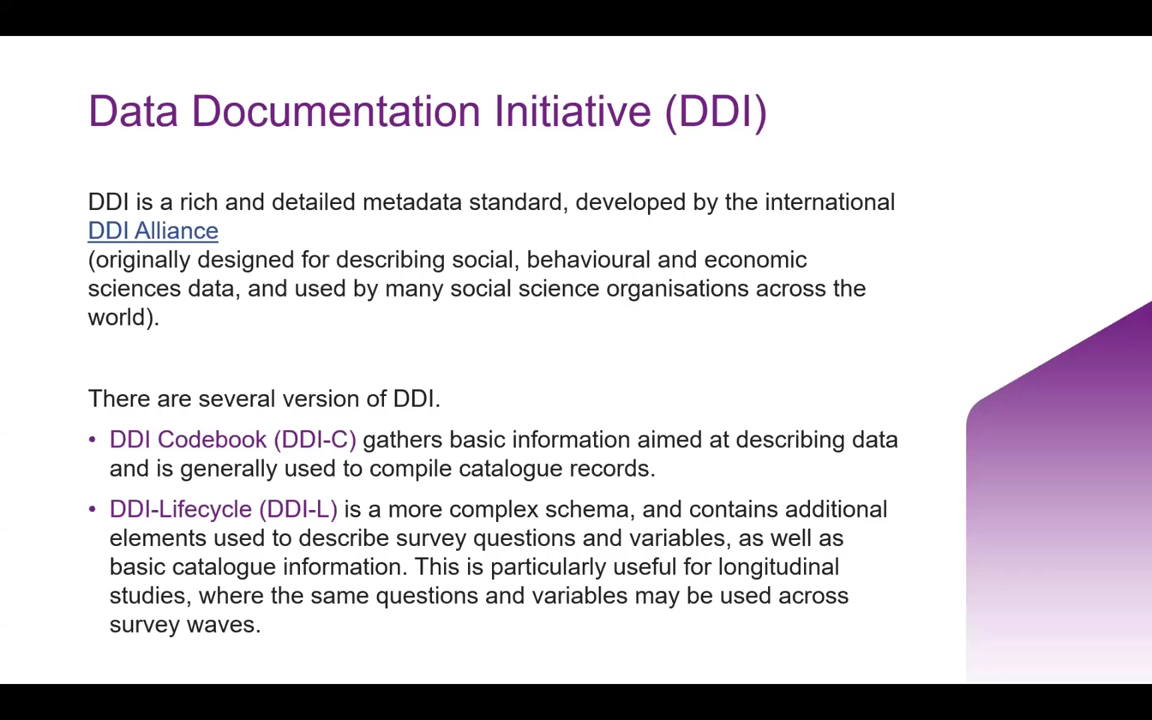 Data Documentation Initiative (DDI)
DDI is a rich and detailed metadata standard, developed by the international
DDI Alliance
(originally designed for describing social, behavioural and economic
sciences data, and used by many social science organisations across the
world).
There are several version of DDI.
• DDI Codebook (DDI-C) gathers basic information aimed at describing data
and is generally used to compile catalogue records.
• DDI-Lifecycle (DDI-L) is a more complex schema, and contains additional
elements used to describe survey questions and variables, as well as
basic catalogue information. This is particularly useful for longitudinal
studies, where the same questions and variables may be used across
survey waves.